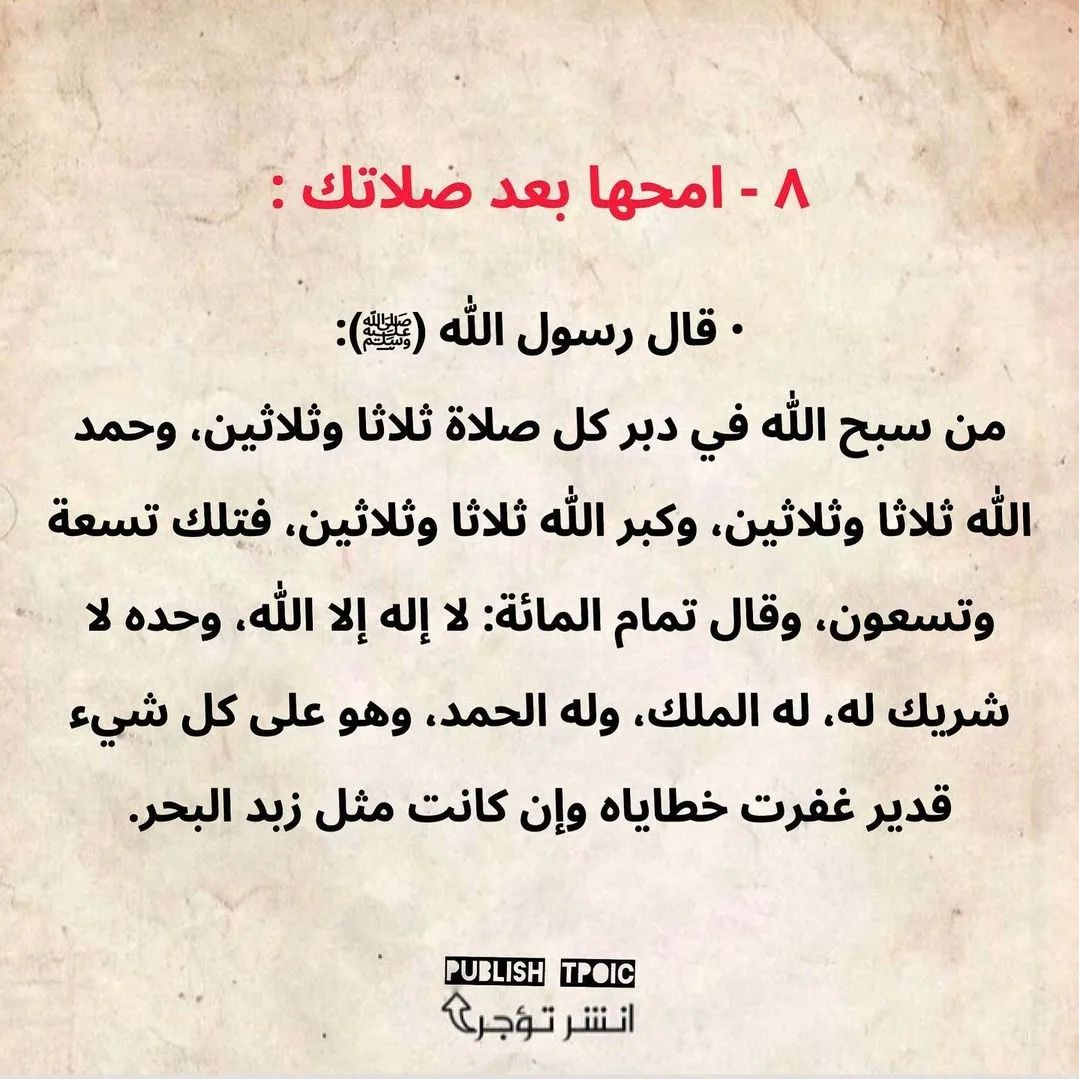 ٨ - امحها بعد صلاتك :
• قال رسول الله (ﷺ):
من سبح الله في دبر كل صلاة ثلاثا وثلاثين، وحمد
الله ثلاثا وثلاثين، وكبر الله ثلاثا وثلاثين، فتلك تسعة
وتسعون، وقال تمام المائة: لا إله إلا الله، وحده لا
شريك له، له الملك، وله الحمد، وهو على كل شيء
قدير غفرت خطاياه وإن كانت مثل زبد البحر.
PUBLISH TPOIC
انشر تؤجر